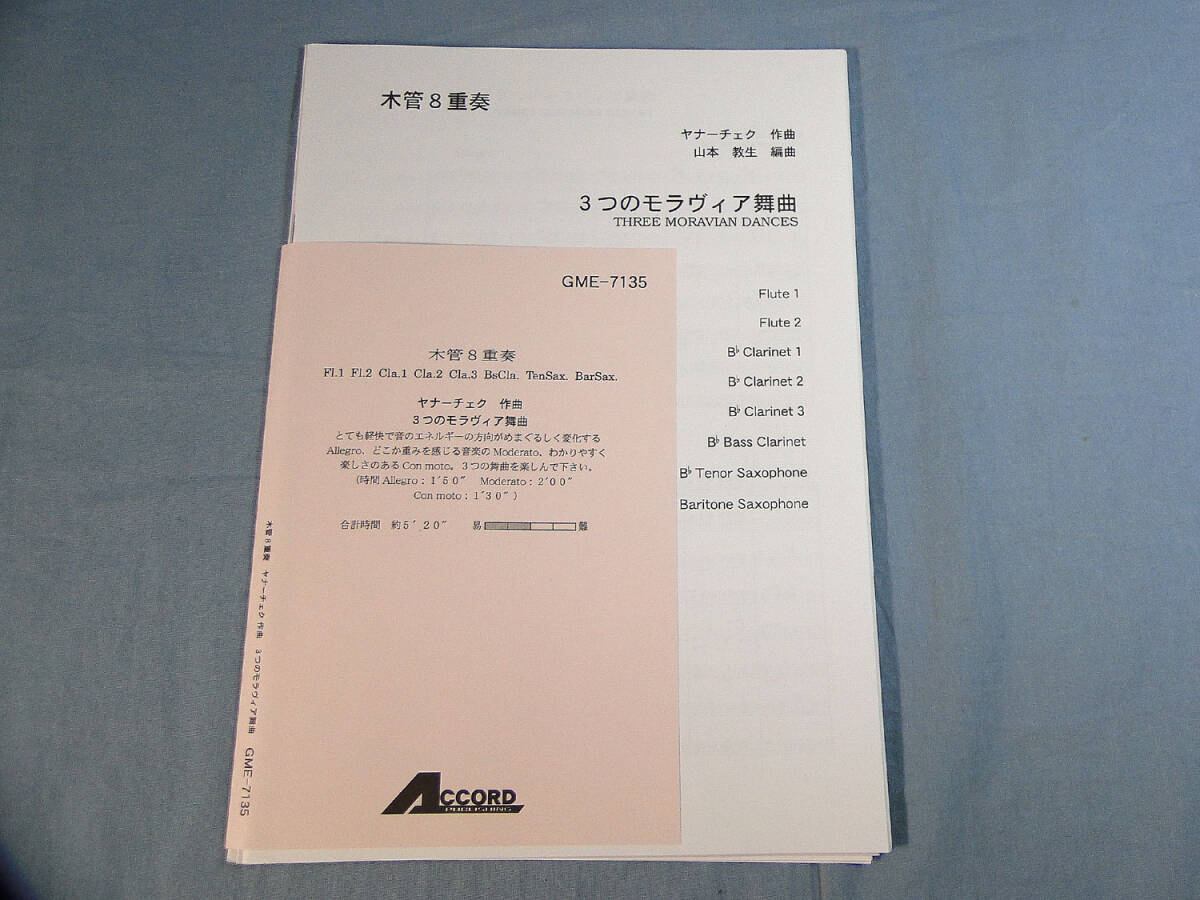 木管８重奏
ヤナーチェク 作曲
山本 教生 編曲
３つのモラヴィア舞曲
THREE MORAVIAN DANCES
Flute 1
Flute 2
B♭ Clarinet 1
B♭ Clarinet 2
B♭ Clarinet 3
B♭ Bass Clarinet
B♭ Tenor Saxophone
Baritone Saxophone
GME-7135
木管８重奏
Fl.1 Fl.2 Cla.1 Cla.2 Cla.3 BsCla. TenSax. BarSax.
ヤナーチェク 作曲
３つのモラヴィア舞曲
とても軽快で音のエネルギーの方向がめまぐるしく変化する
Allegro、どこか重みを感じる音楽のModerato、わかりやすく
楽しさのあるCon moto。３つの舞曲を楽しんで下さい。
(時間Allegro：１′５０″ Moderato：２′００″
Con moto：１′３０″)
合計時間 約５′２０″ 易 難
木管８重奏 ヤナーチェク 作曲 ３つのモラヴィア舞曲 GME-7135
ACCORD
PUBLISHING